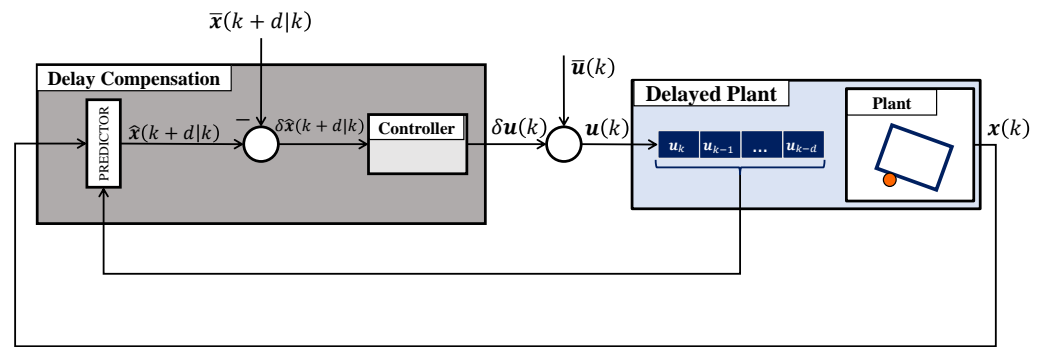 x̄(k + d|k)
ū(k)
Delay Compensation
Delayed Plant
Plant
PREDICTOR
x̂(k + d|k)
−
δx̂(k + d|k)
Controller
δu(k)
u(k)
u_k u_{k−1} ... u_{k−d}
x(k)